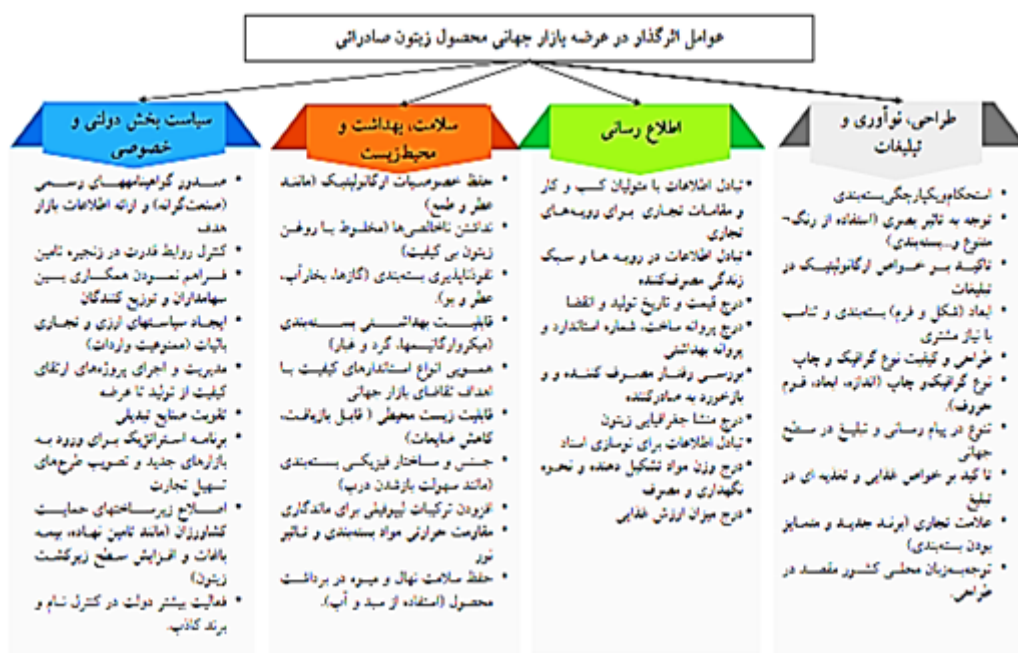 عوامل اثرگذار در عرضه بازار جهانی محصول زیتون صادراتی
طراحی، نوآوری و
تبلیغات
استحکام‌ویکپارچگی‌بسته‌بندی
توجه به تاثیر بصری (استفاده از رنگ¬
متنوع و..بسته‌بندی)
تاکید بر خواص ارگانولپتیک در
تبلیغات
ابعاد (شکل و فرم) بسته‌بندی و تناسب
با نیاز مشتری
طراحی و کیفیت نوع گرافیک و چاپ
نوع گرافیک‌و چاپ (اندازه، ابعاد، فرم
حروف).
تنوع در پیام رسانی و تبلیغ در سطح
جهانی
تاکید بر خواص غذایی و تغذیه ای در
تبلیغ
علامت تجاری (برند جدید و متمایز
بودن بسته‌بندی)
توجه‌به‌زبان محلی کشور مقصد در
طراحی.
اطلاع رسانی
تبادل اطلاعات با متولیان کسب و کار
و مقامات تجاری برای رویه‌های
تجاری
تبادل اطلاعات در رویه ها و سبک
زندگی مصرف‌کننده
درج قیمت و تاریخ تولید و انقضا
درج پروانه ساخت، شماره استاندارد و
پروانه بهداشتی
بررسی رفتار مصرف کننده و و
بازخورد به صادرکننده
درج منشا جغرافیایی زیتون
تبادل اطلاعات برای نوسازی اسناد
درج وزن مواد تشکیل دهنده و نحوه
نگهداری و مصرف
درج میزان ارزش غذایی
سلامت، بهداشت و
محیط‌زیست
حفظ خصوصیات ارگانولپتیک (مانند
عطر و طعم)
نداشتن ناخالصی‌ها (مخلوط با روغن
زیتون بی کیفیت)
نفوذناپذیری بسته‌بندی (گازها، بخارآب،
عطر و بو).
قابلیت بهداشتی بسته‌بندی
(میکروارگانیسمها، گرد و غبار)
همسویی انواع استانداردهای کیفیت با
اهداف تقاضای بازار جهانی
قابلیت زیست محیطی ( قابل بازیافت،
کاهش ضایعات)
جنس و ساختار فیزیکی بسته‌بندی
(مانند سهولت بازشدن درب)
افزودن ترکیبات لیپوفیلی برای ماندگاری
مقاومت حرارتی مواد بسته‌بندی و تاثیر
نور
حفظ سلامت نهال و میوه در برداشت
محصول (استفاده از سبد و آب).
سیاست بخش دولتی و
خصوصی
صدور گواهینامههای رسمی
(صنعت‌گرانه) و ارائه اطلاعات بازار
هدف
کنترل روابط قدرت در زنجیره تامین
فراهم نمودن همکاری بین
سهامداران و توزیع کنندگان
ایجاد سیاستهای ارزی و تجاری
باثبات (ممنوعیت واردات)
مدیریت و اجرای پروژه‌های ارتقای
کیفیت از تولید تا عرضه
تقویت صنایع تبدیلی
برنامه استراتژیک برای ورود به
بازارهای جدید و تصویب طرح‌های
تسهیل تجارت
اصلاح زیرساختهای حمایت
کشاورزان (مانند تامین نهاده، بیمه
باغات و افزایش سطح زیرکشت
زیتون)
فعالیت بیشتر دولت در کنترل نام و
برند کاذب.